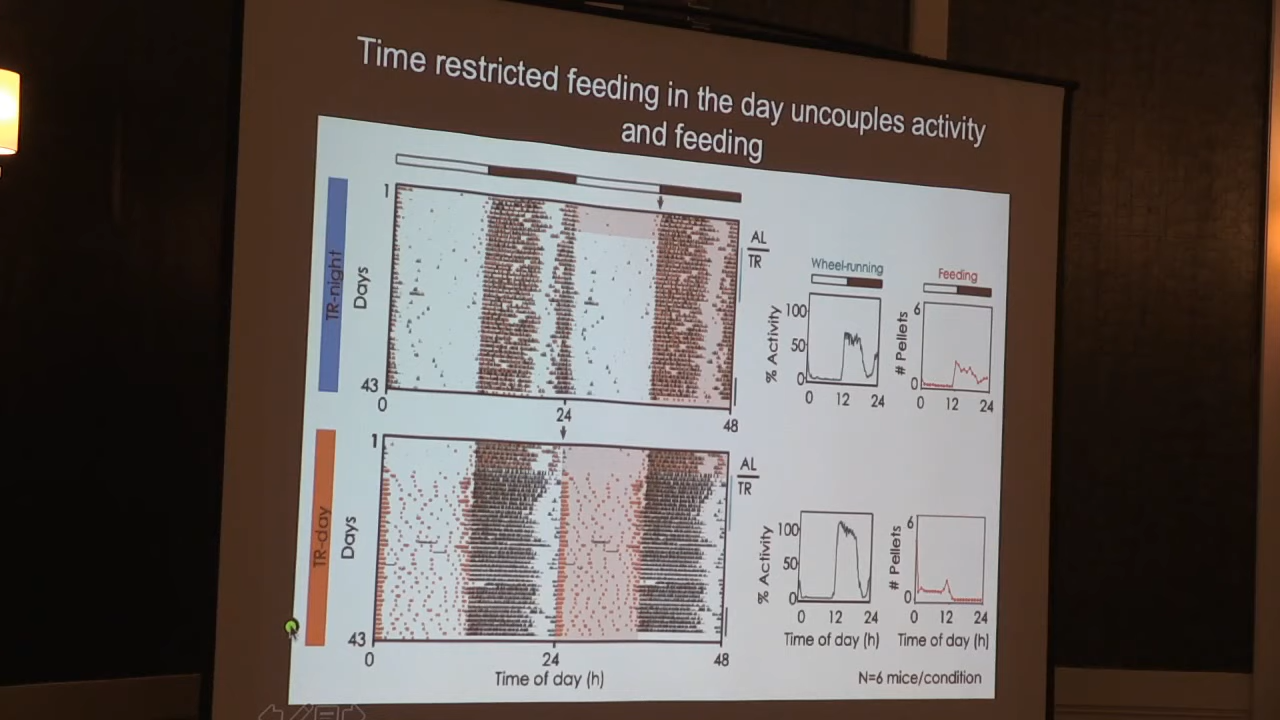 Time restricted feeding in the day uncouples activity
and feeding
TR-night
Days
1
43
0
24
48
AL
TR
Wheel-running
% Activity
100
50
0
0 12 24
Feeding
# Pellets
6
0
0 12 24
TR-day
Days
1
43
0
24
48
Time of day (h)
AL
TR
% Activity
100
50
0
0 12 24
Time of day (h)
# Pellets
6
0
0 12 24
Time of day (h)
N=6 mice/condition